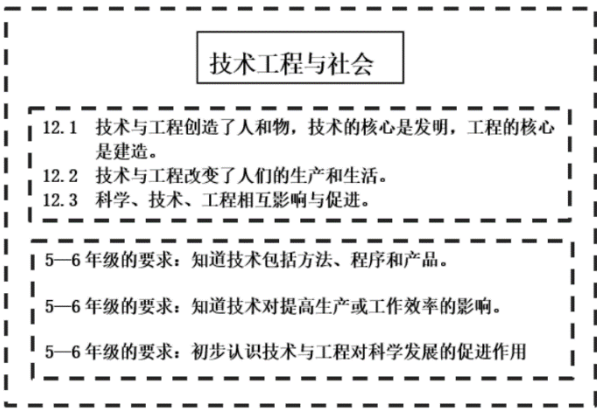 技术工程与社会
12.1 技术与工程创造了人和物，技术的核心是发明，工程的核心
是建造。
12.2 技术与工程改变了人们的生产和生活。
12.3 科学、技术、工程相互影响与促进。
5—6年级的要求：知道技术包括方法、程序和产品。
5—6年级的要求：知道技术对提高生产或工作效率的影响。
5—6年级的要求：初步认识技术与工程对科学发展的促进作用